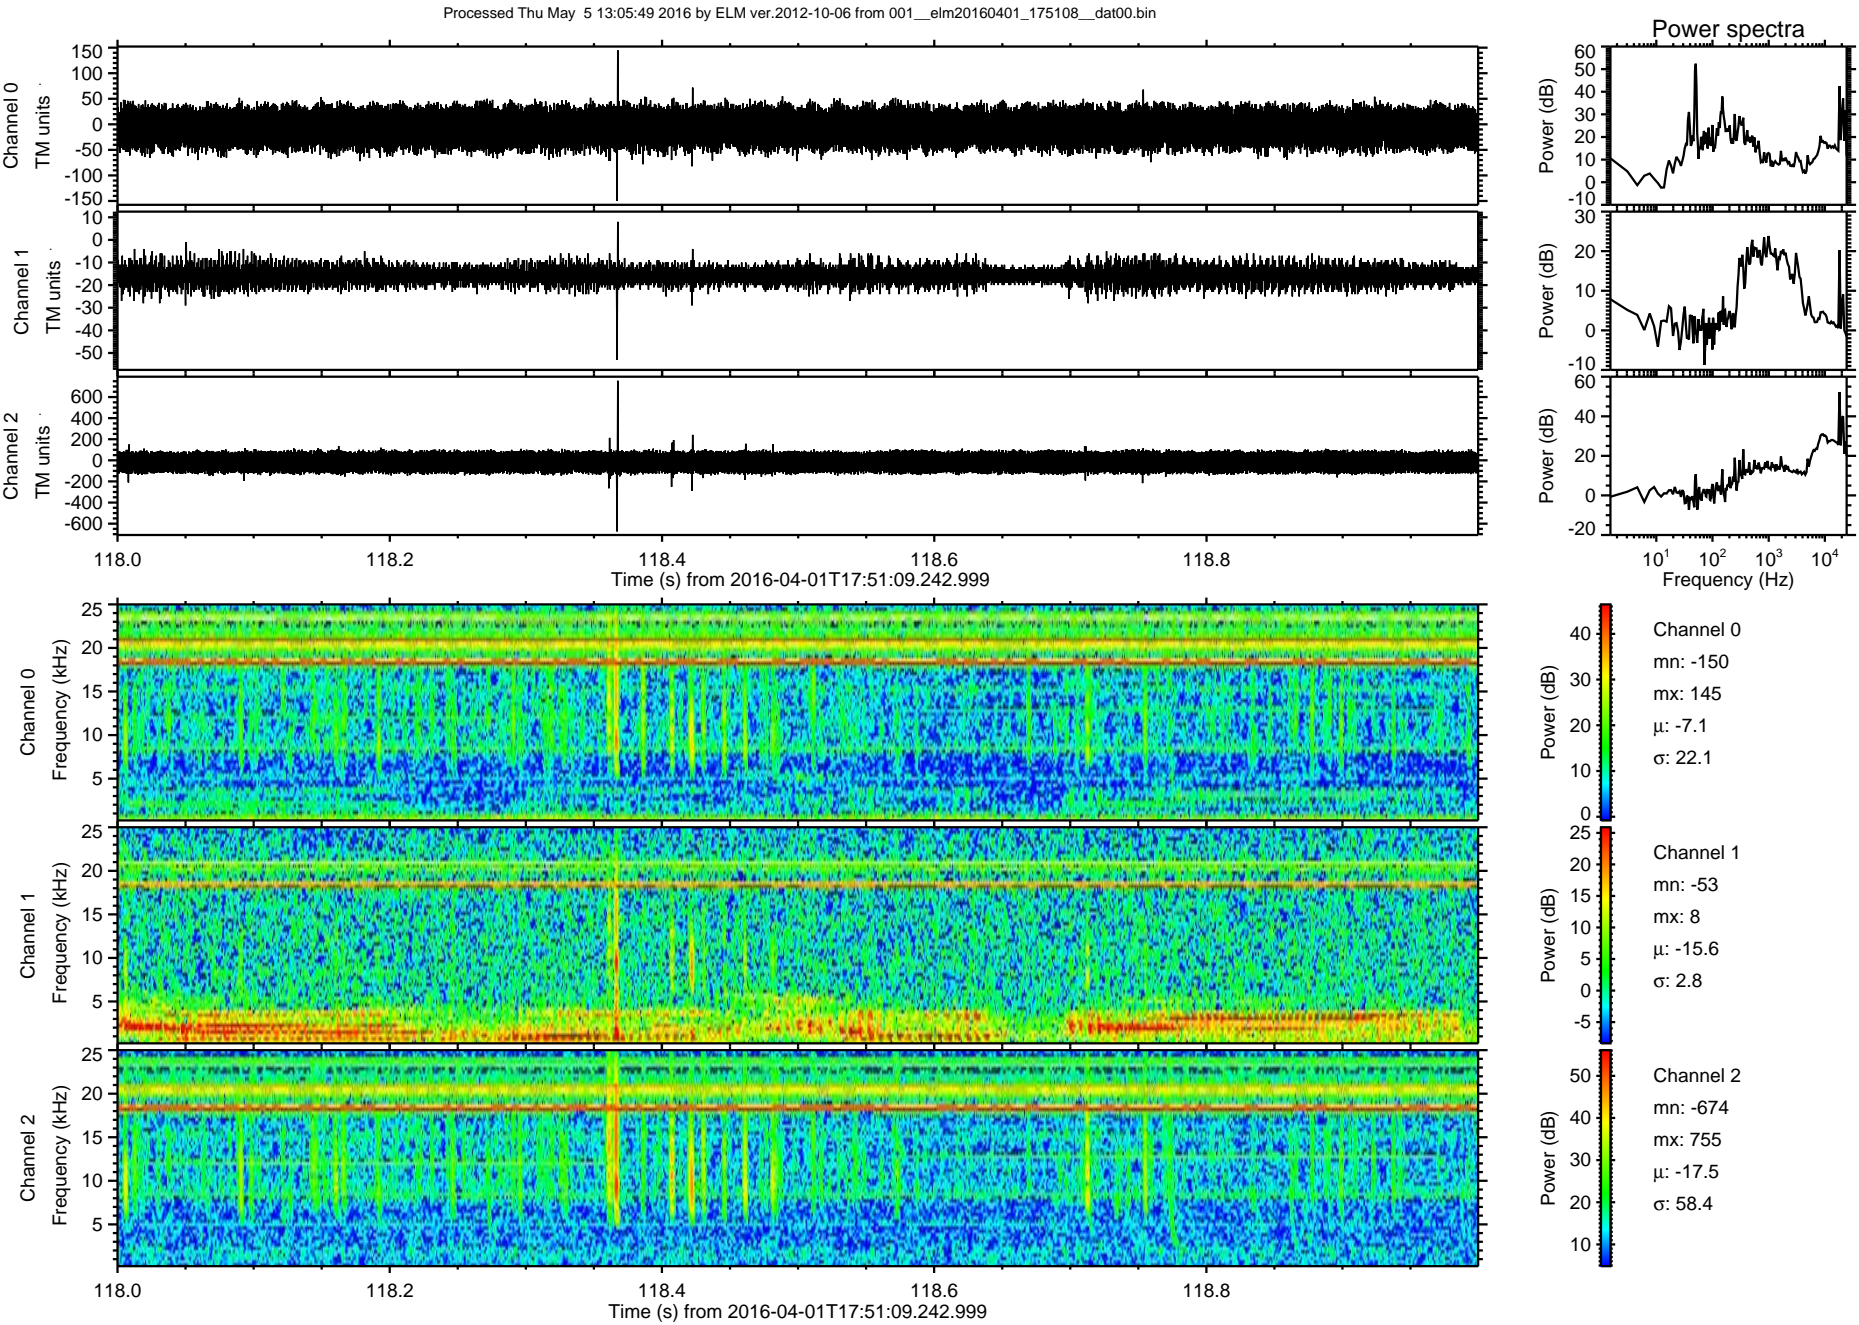 Processed Thu May  5 13:05:49 2016 by ELM ver.2012-10-06 from 001__elm20160401_175108__dat00.bin
Power spectra
Channel 0
TM units
150
100
50
0
-50
-100
-150
Power (dB)
60
50
40
30
20
10
0
-10
Channel 1
TM units
10
0
-10
-20
-30
-40
-50
Power (dB)
30
20
10
0
-10
Channel 2
TM units
600
400
200
0
-200
-400
-600
Power (dB)
60
40
20
0
-20
118.0
118.2
118.4
118.6
118.8
Time (s) from 2016-04-01T17:51:09.242.999
10^1
10^2
10^3
10^4
Frequency (Hz)
Channel 0
Frequency (kHz)
25
20
15
10
5
Power (dB)
40
30
20
10
0
Channel 0
mn: -150
mx: 145
μ: -7.1
σ: 22.1
Channel 1
Frequency (kHz)
25
20
15
10
5
Power (dB)
25
20
15
10
5
0
-5
Channel 1
mn: -53
mx: 8
μ: -15.6
σ: 2.8
Channel 2
Frequency (kHz)
25
20
15
10
5
Power (dB)
50
40
30
20
10
Channel 2
mn: -674
mx: 755
μ: -17.5
σ: 58.4
118.0
118.2
118.4
118.6
118.8
Time (s) from 2016-04-01T17:51:09.242.999